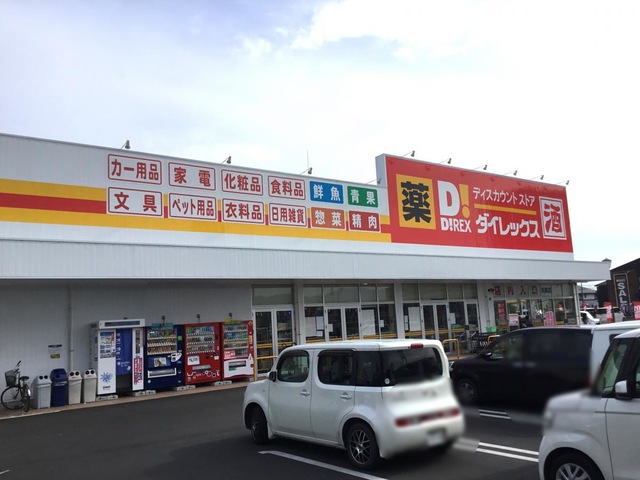 カー用品 家電 化粧品 食料品 鮮魚 青果
文具 ペット用品 衣料品 日用雑貨 惣菜 精肉
薬 D! ディスカウントストア 酒
D!REX ダイレックス
SALE